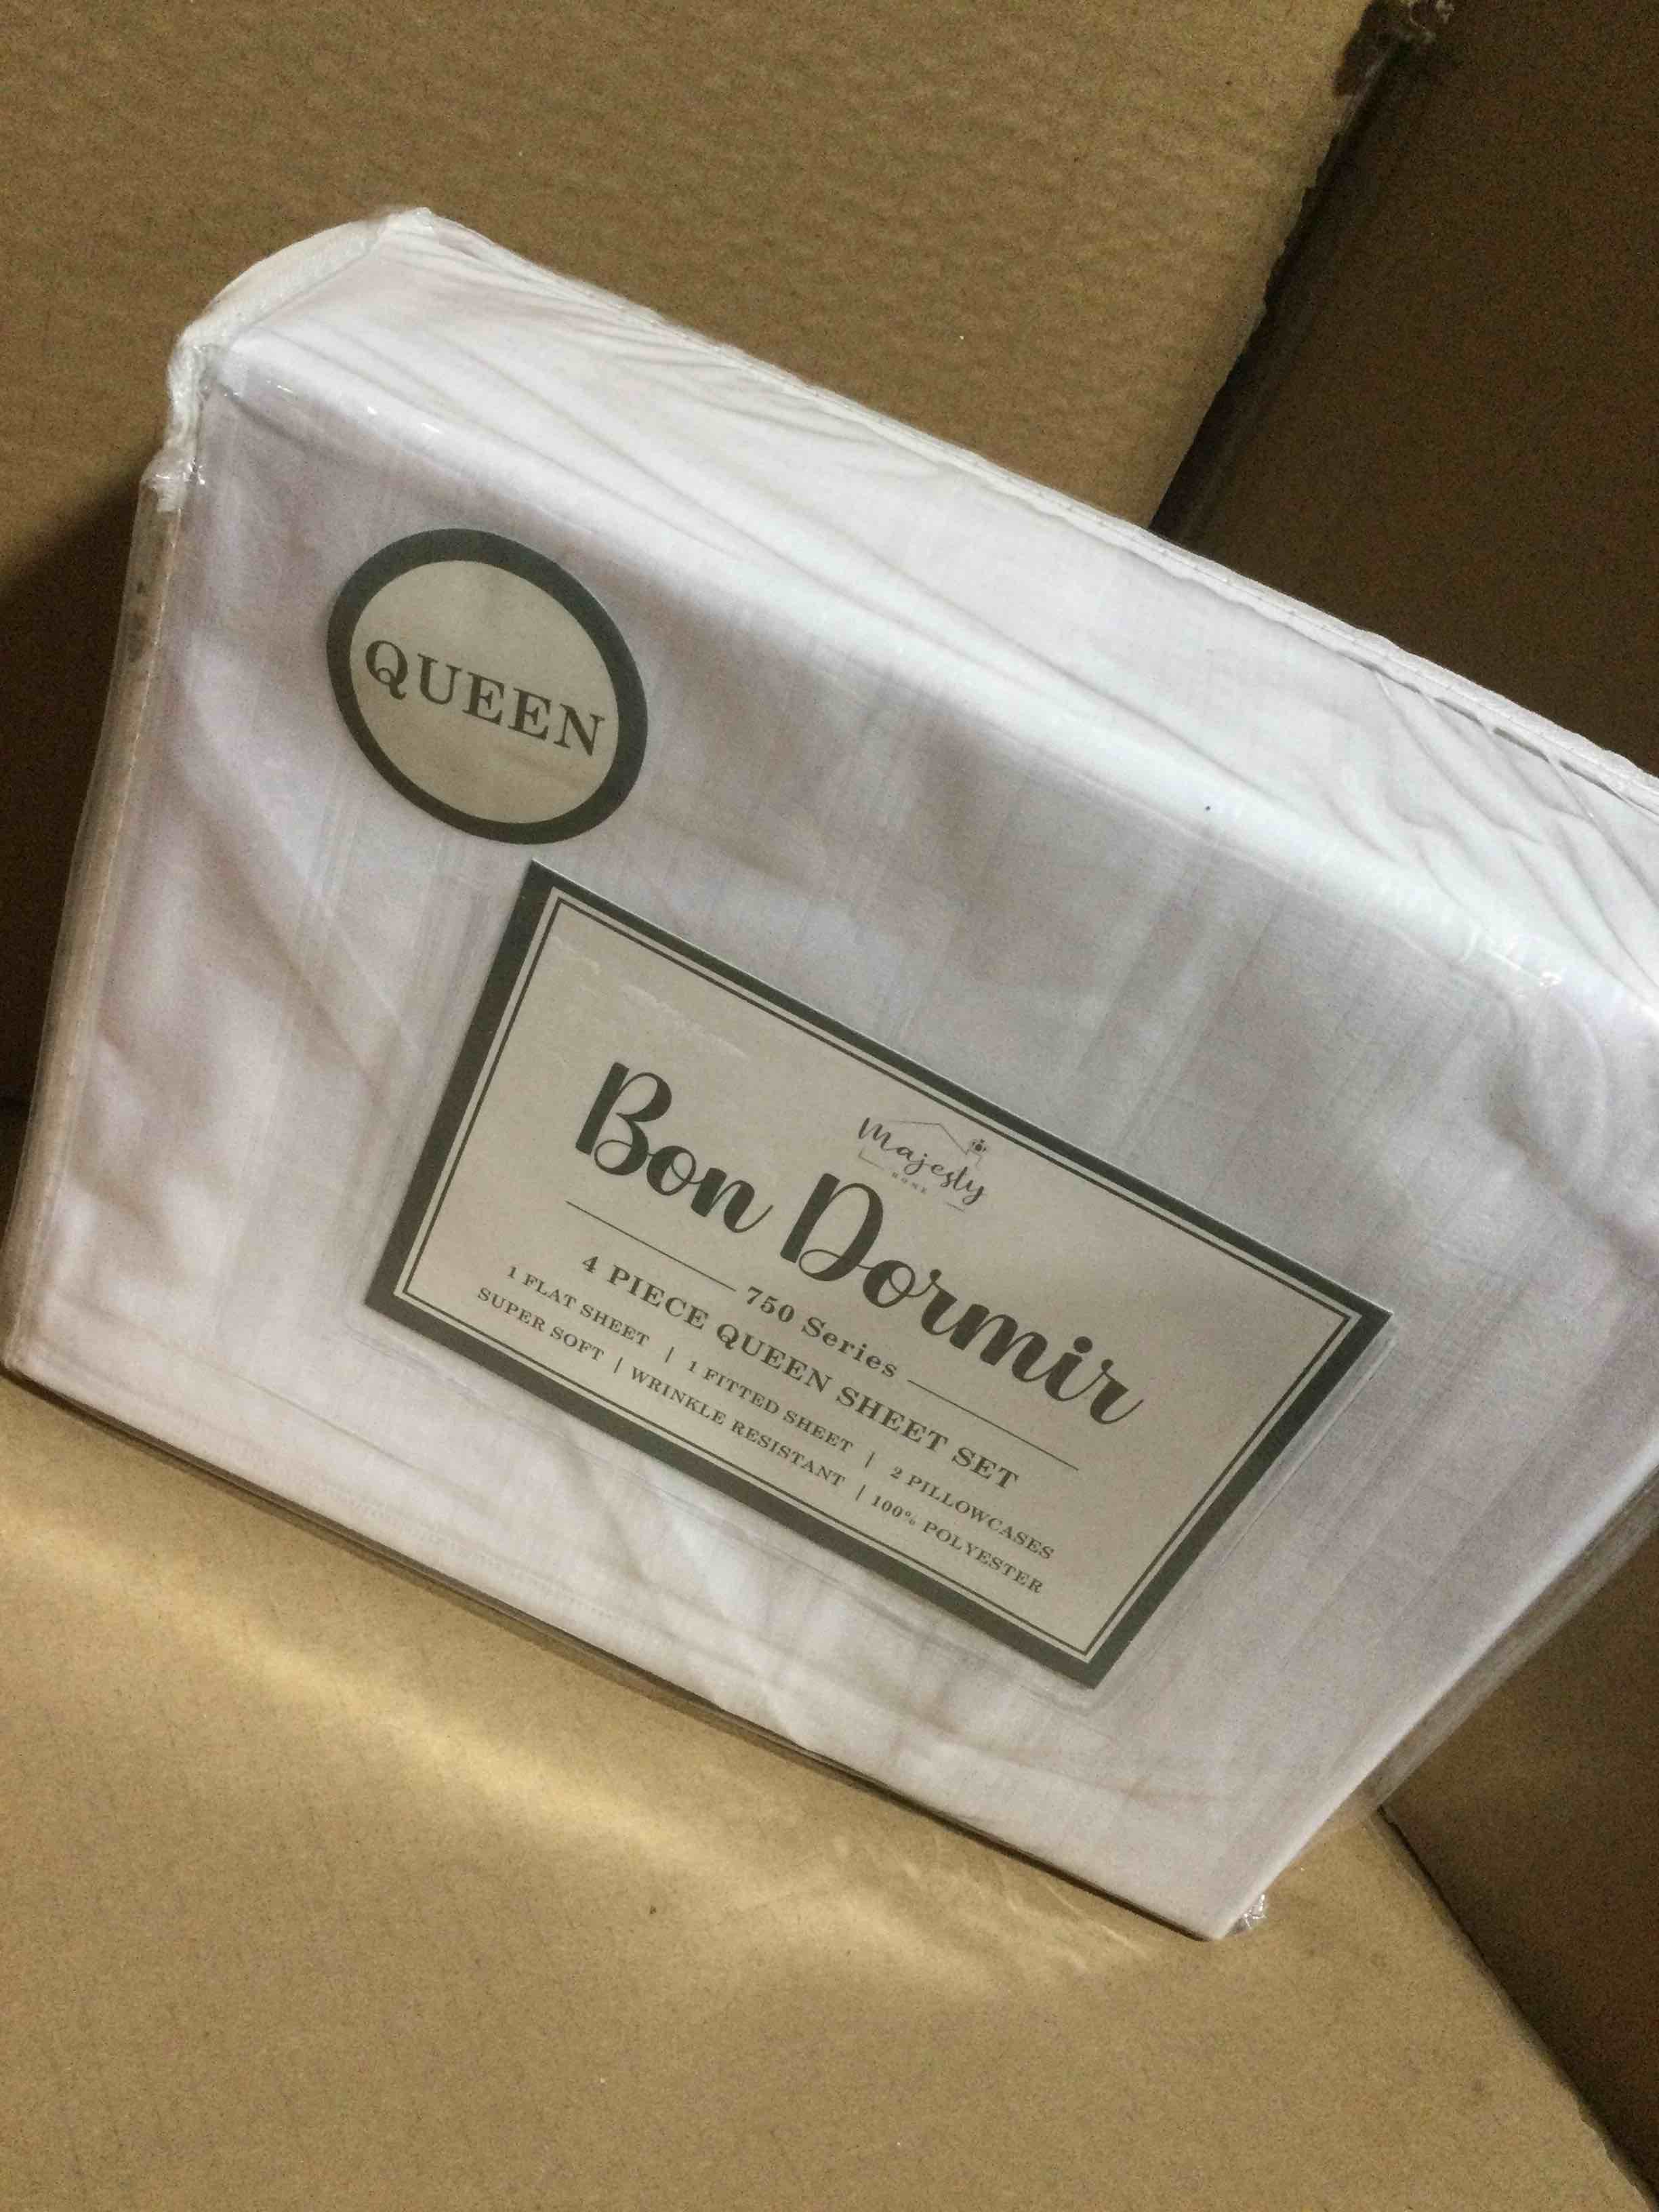 QUEEN
Majesty
HOME
Bon Dormir
750 Series
4 PIECE QUEEN SHEET SET
1 FLAT SHEET | 1 FITTED SHEET | 2 PILLOWCASES
SUPER SOFT | WRINKLE RESISTANT | 100% POLYESTER